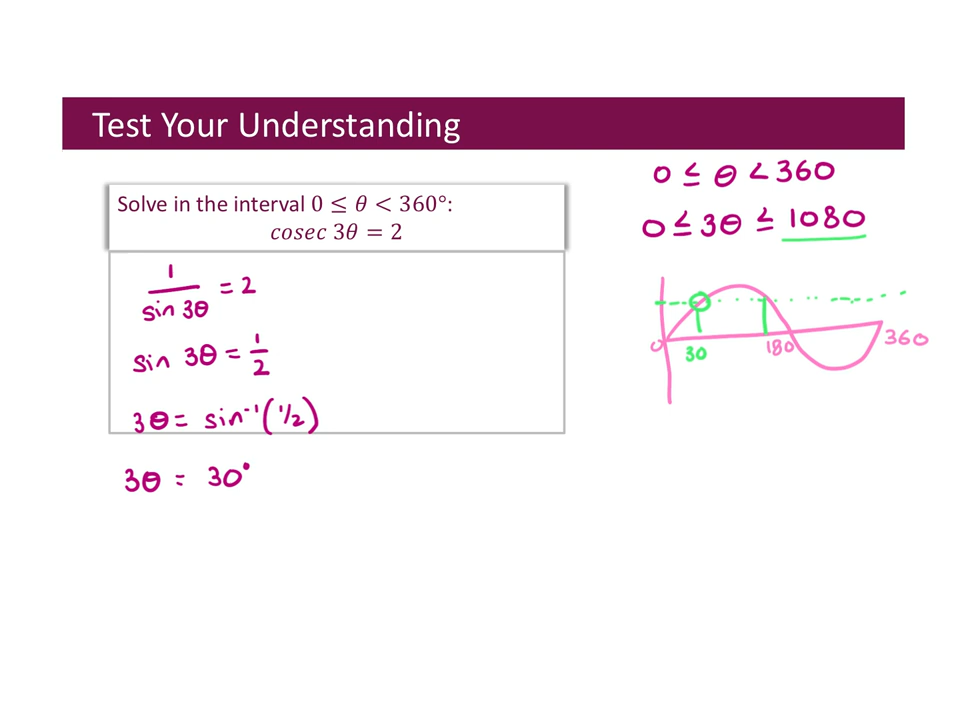 Test Your Understanding
Solve in the interval 0 ≤ θ < 360°:
cosec 3θ = 2
1/sin 3θ = 2
sin 3θ = 1/2
3θ = sin⁻¹(1/2)
3θ = 30°
0 ≤ θ < 360
0 ≤ 3θ ≤ 1080
0 30 180 360